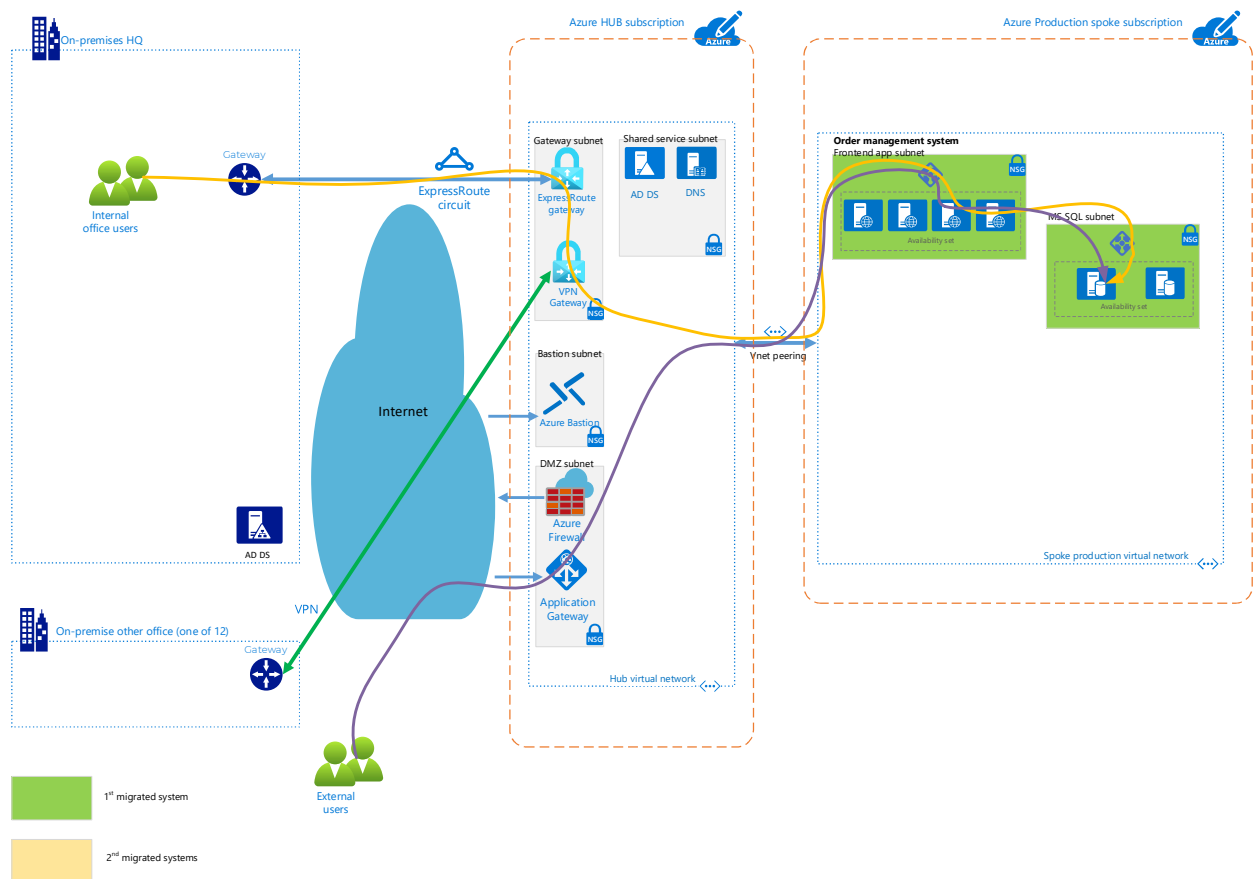 Azure HUB subscription
Azure
Azure Production spoke subscription
Azure
On-premises HQ
Gateway subnet
Shared service subnet
Order management system
Frontend app subnet
Gateway
ExpressRoute
circuit
ExpressRoute
gateway
AD DS
DNS
NSG
NSG
Availability set
MS SQL subnet
NSG
Availability set
Internal
office users
VPN
Gateway
NSG
Vnet peering
Bastion subnet
Internet
Azure Bastion
NSG
DMZ subnet
Azure
Firewall
AD DS
Spoke production virtual network
Application
Gateway
NSG
VPN
On-premise other office (one of 12)
Gateway
Hub virtual network
External
users
1st migrated system
2nd migrated systems